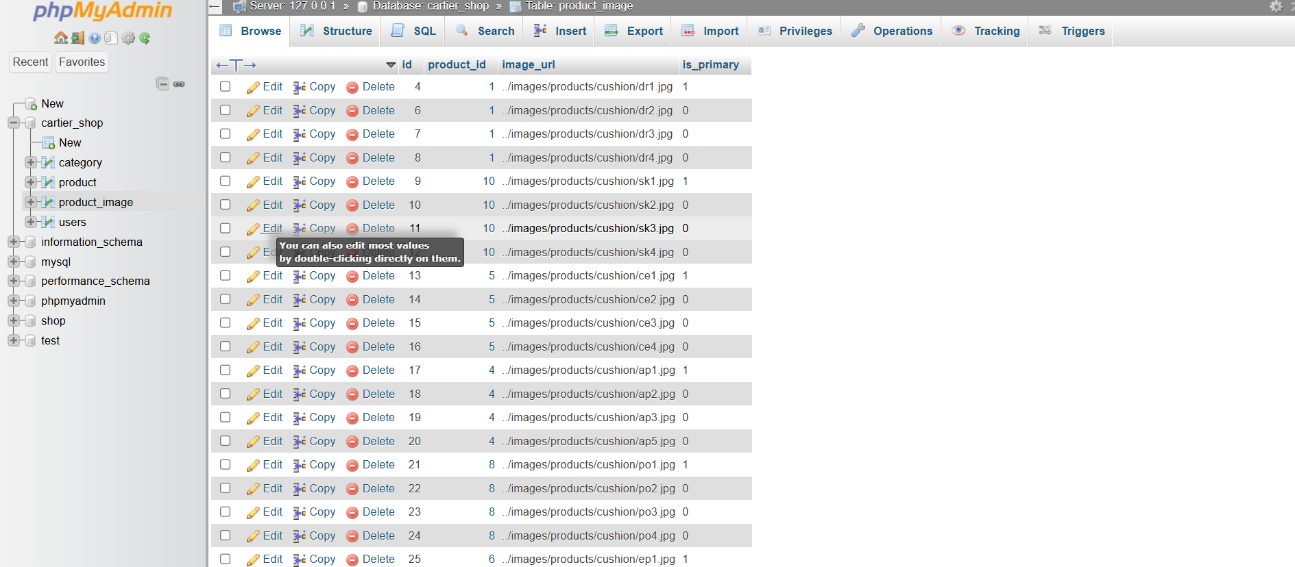 phpMyAdmin
Recent Favorites
New
cartier_shop
New
category
product
product_image
users
information_schema
mysql
performance_schema
phpmyadmin
shop
test
Server: 127.0.0.1 » Database: cartier_shop » Table: product_image
Browse Structure SQL Search Insert Export Import Privileges Operations Tracking Triggers
←T→ id product_id image_url is_primary
Edit Copy Delete 4 1 ../images/products/cushion/dr1.jpg 1
Edit Copy Delete 6 1 ../images/products/cushion/dr2.jpg 0
Edit Copy Delete 7 1 ../images/products/cushion/dr3.jpg 0
Edit Copy Delete 8 1 ../images/products/cushion/dr4.jpg 0
Edit Copy Delete 9 10 ../images/products/cushion/sk1.jpg 1
Edit Copy Delete 10 10 ../images/products/cushion/sk2.jpg 0
Edit Copy Delete 11 10 ../images/products/cushion/sk3.jpg 0
You can also edit most values
by double-clicking directly on them.
10 ../images/products/cushion/sk4.jpg 0
Edit Copy Delete 13 5 ../images/products/cushion/ce1.jpg 1
Edit Copy Delete 14 5 ../images/products/cushion/ce2.jpg 0
Edit Copy Delete 15 5 ../images/products/cushion/ce3.jpg 0
Edit Copy Delete 16 5 ../images/products/cushion/ce4.jpg 0
Edit Copy Delete 17 4 ../images/products/cushion/ap1.jpg 1
Edit Copy Delete 18 4 ../images/products/cushion/ap2.jpg 0
Edit Copy Delete 19 4 ../images/products/cushion/ap3.jpg 0
Edit Copy Delete 20 4 ../images/products/cushion/ap5.jpg 0
Edit Copy Delete 21 8 ../images/products/cushion/po1.jpg 1
Edit Copy Delete 22 8 ../images/products/cushion/po2.jpg 0
Edit Copy Delete 23 8 ../images/products/cushion/po3.jpg 0
Edit Copy Delete 24 8 ../images/products/cushion/po4.jpg 0
Edit Copy Delete 25 6 ../images/products/cushion/ep1.jpg 1